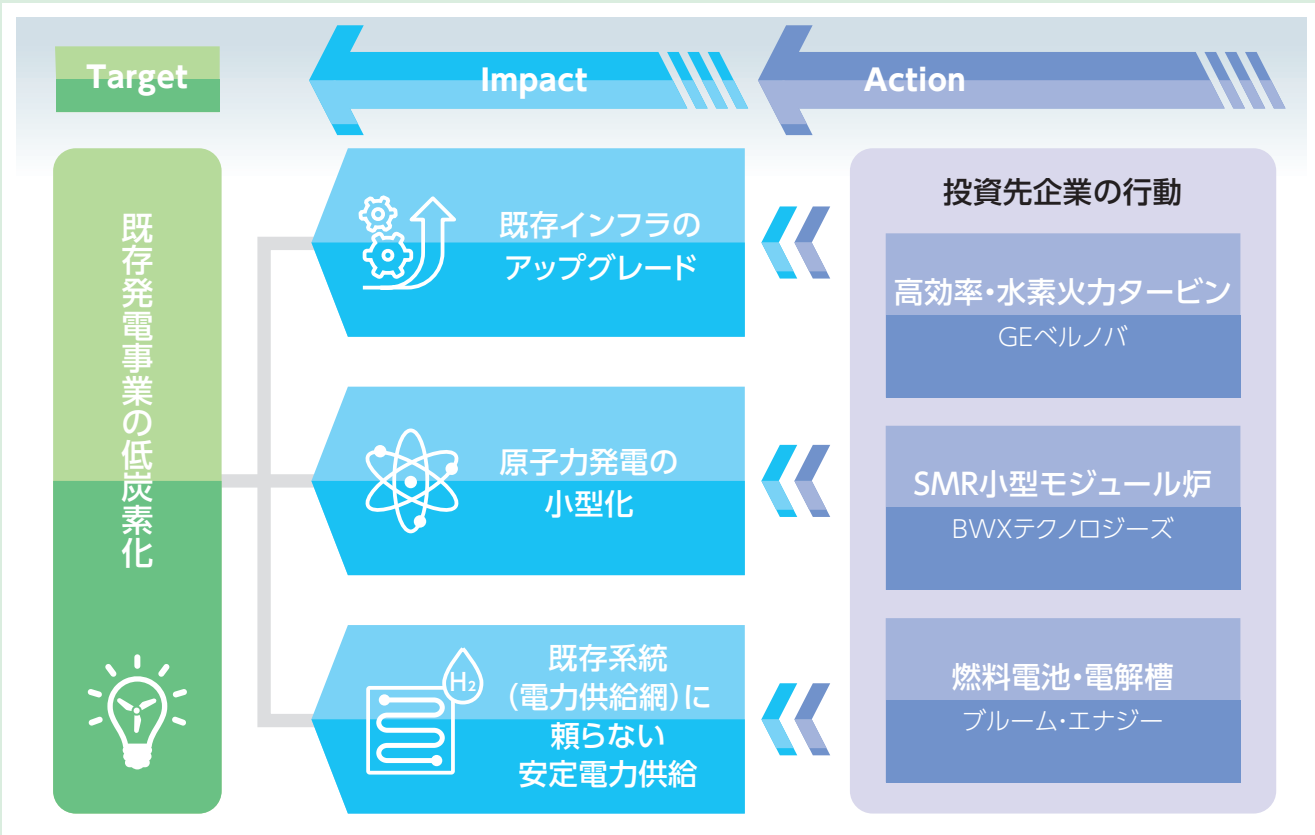 Target
Impact
Action
既存発電事業の低炭素化
既存インフラの
アップグレード
原子力発電の
小型化
H₂
既存系統
(電力供給網)に
頼らない
安定電力供給
投資先企業の行動
高効率・水素火力タービン
GEベルノバ
SMR小型モジュール炉
BWXテクノロジーズ
燃料電池・電解槽
ブルーム・エナジー